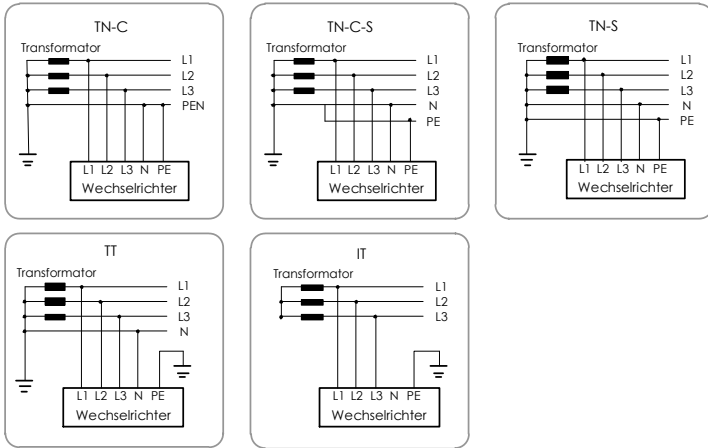 TN-C
Transformator
L1
L2
L3
PEN
L1 L2 L3 N PE
Wechselrichter
TN-C-S
Transformator
L1
L2
L3
N
PE
L1 L2 L3 N PE
Wechselrichter
TN-S
Transformator
L1
L2
L3
N
PE
L1 L2 L3 N PE
Wechselrichter
TT
Transformator
L1
L2
L3
N
L1 L2 L3 N PE
Wechselrichter
IT
Transformator
L1
L2
L3
L1 L2 L3 N PE
Wechselrichter